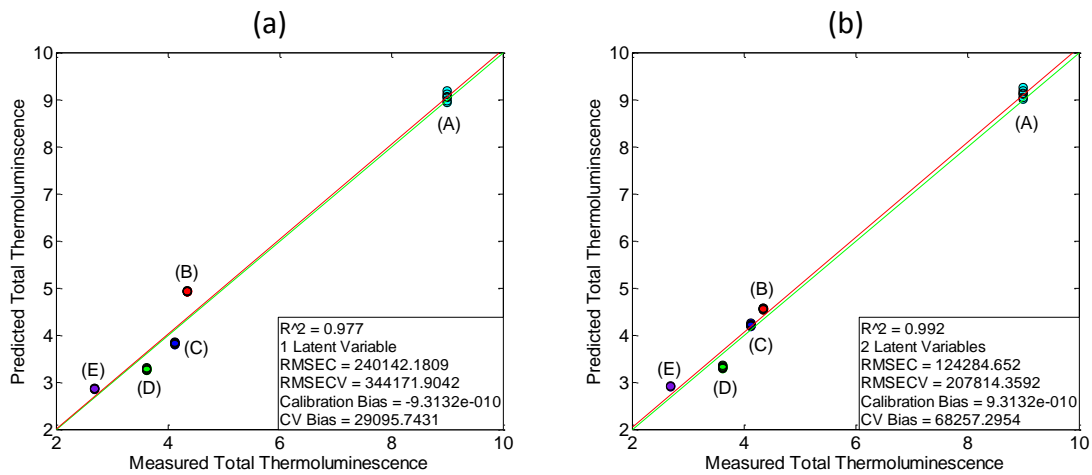 (a)
10
9
8
7
6
5
4
3
2
Predicted Total Thermoluminscence
(A)
(B)
(C)
(D)
(E)
R^2 = 0.977
1 Latent Variable
RMSEC = 240142.1809
RMSECV = 344171.9042
Calibration Bias = -9.3132e-010
CV Bias = 29095.7431
2 4 6 8 10
Measured Total Thermoluminescence
(b)
10
9
8
7
6
5
4
3
2
Predicted Total Thermoluminscence
(A)
(B)
(C)
(D)
(E)
R^2 = 0.992
2 Latent Variables
RMSEC = 124284.652
RMSECV = 207814.3592
Calibration Bias = 9.3132e-010
CV Bias = 68257.2954
2 4 6 8 10
Measured Total Thermoluminescence